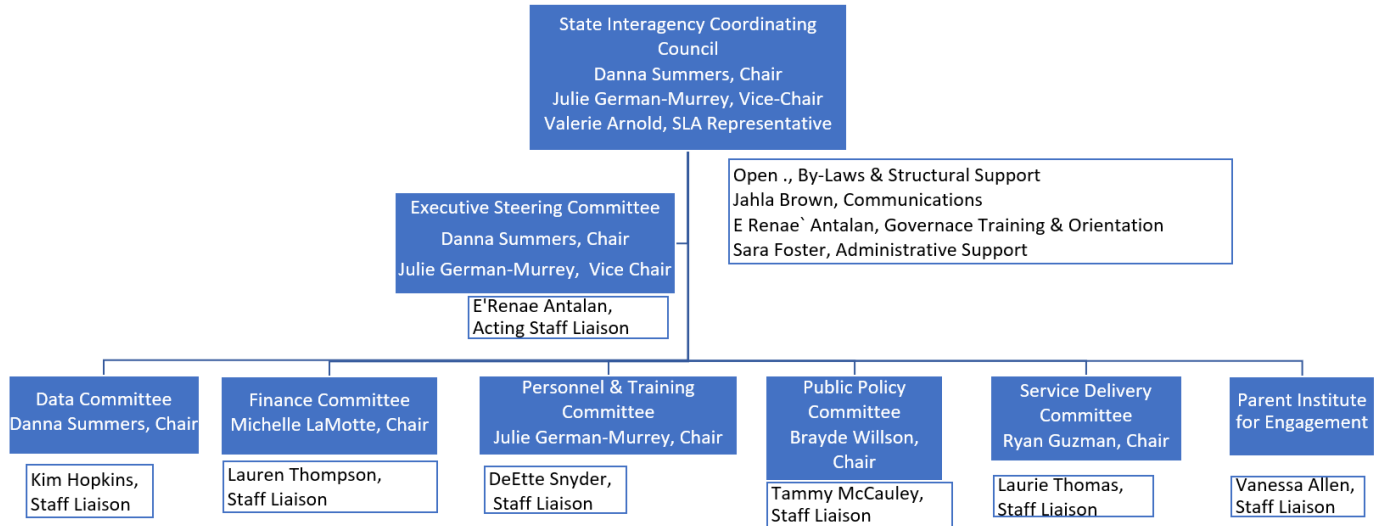 State Interagency Coordinating
Council
Danna Summers, Chair
Julie German-Murrey, Vice-Chair
Valerie Arnold, SLA Representative
Open ., By-Laws & Structural Support
Jahla Brown, Communications
E Renae` Antalan, Governace Training & Orientation
Sara Foster, Administrative Support
Executive Steering Committee
Danna Summers, Chair
Julie German-Murrey, Vice Chair
E'Renae Antalan,
Acting Staff Liaison
Data Committee
Danna Summers, Chair
Kim Hopkins,
Staff Liaison
Finance Committee
Michelle LaMotte, Chair
Lauren Thompson,
Staff Liaison
Personnel & Training
Committee
Julie German-Murrey, Chair
DeEtte Snyder,
Staff Liaison
Public Policy
Committee
Brayde Willson,
Chair
Tammy McCauley,
Staff Liaison
Service Delivery
Committee
Ryan Guzman, Chair
Laurie Thomas,
Staff Liaison
Parent Institute
for Engagement
Vanessa Allen,
Staff Liaison